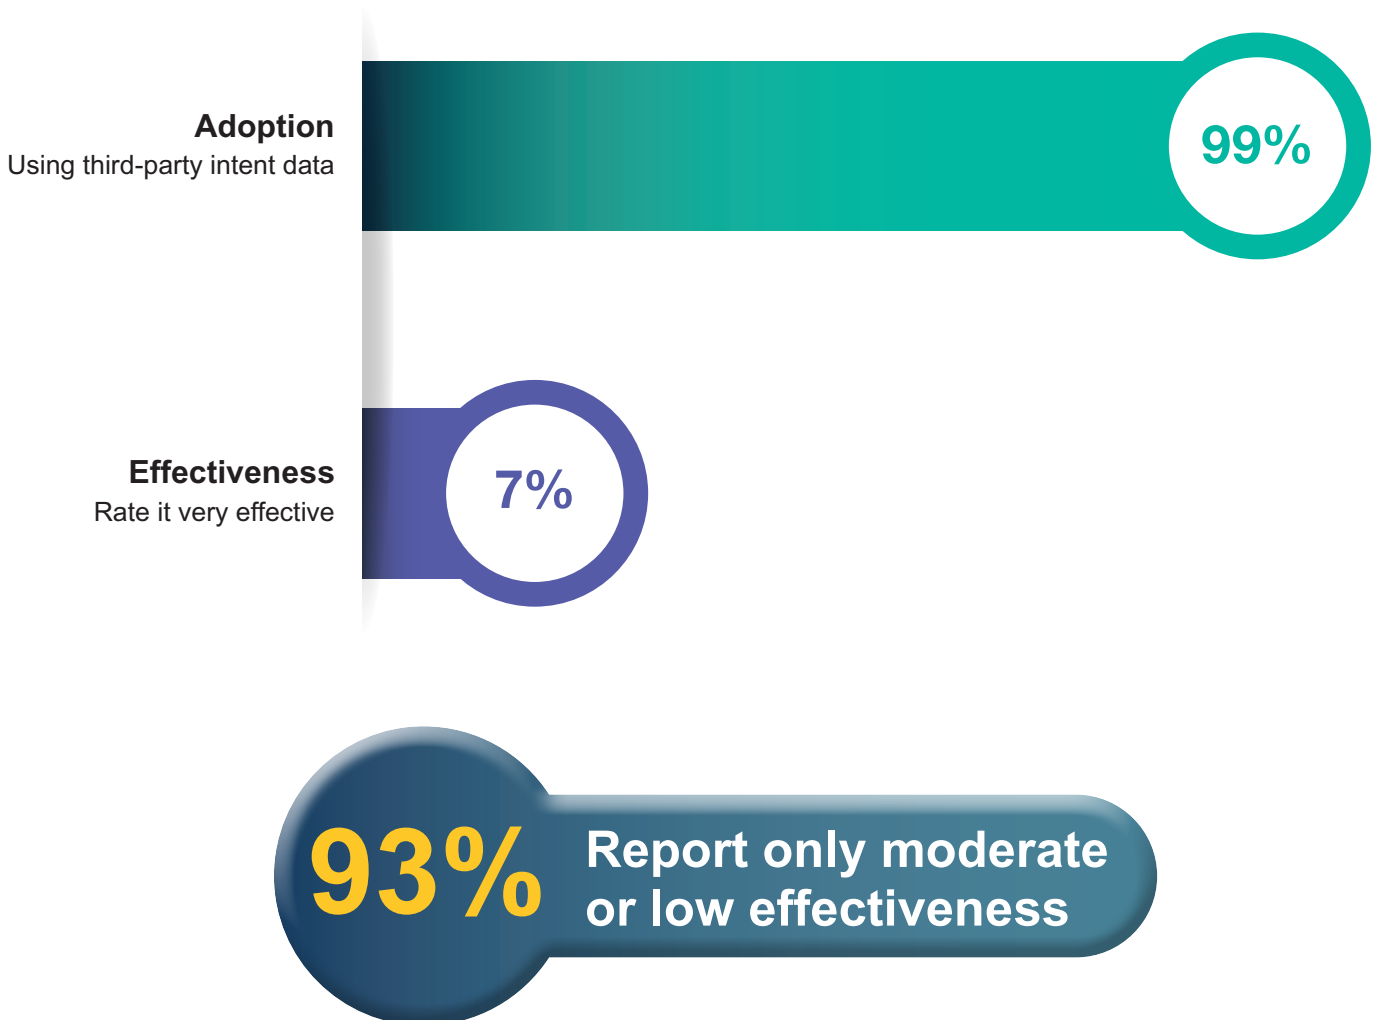 Adoption
Using third-party intent data
99%
Effectiveness
Rate it very effective
7%
93%
Report only moderate
or low effectiveness